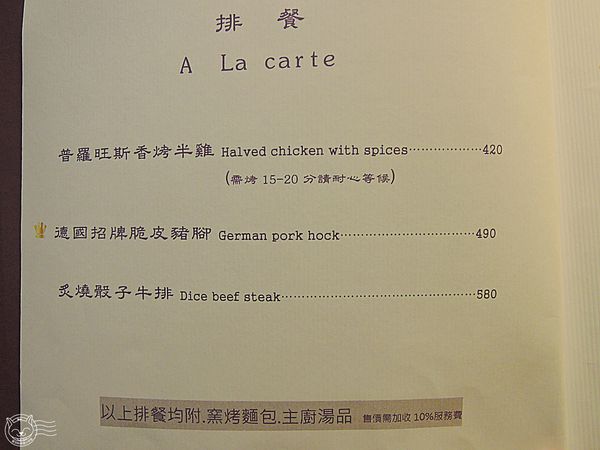 排餐
A La carte
普羅旺斯香烤半雞 Halved chicken with spices··················420
(需烤 15-20 分請耐心等候)
德國招牌脆皮豬腳 German pork hock··································490
炙燒骰子牛排 Dice beef steak·················································580
以上排餐均附.窯烤麵包.主廚湯品 售價需加收 10%服務費